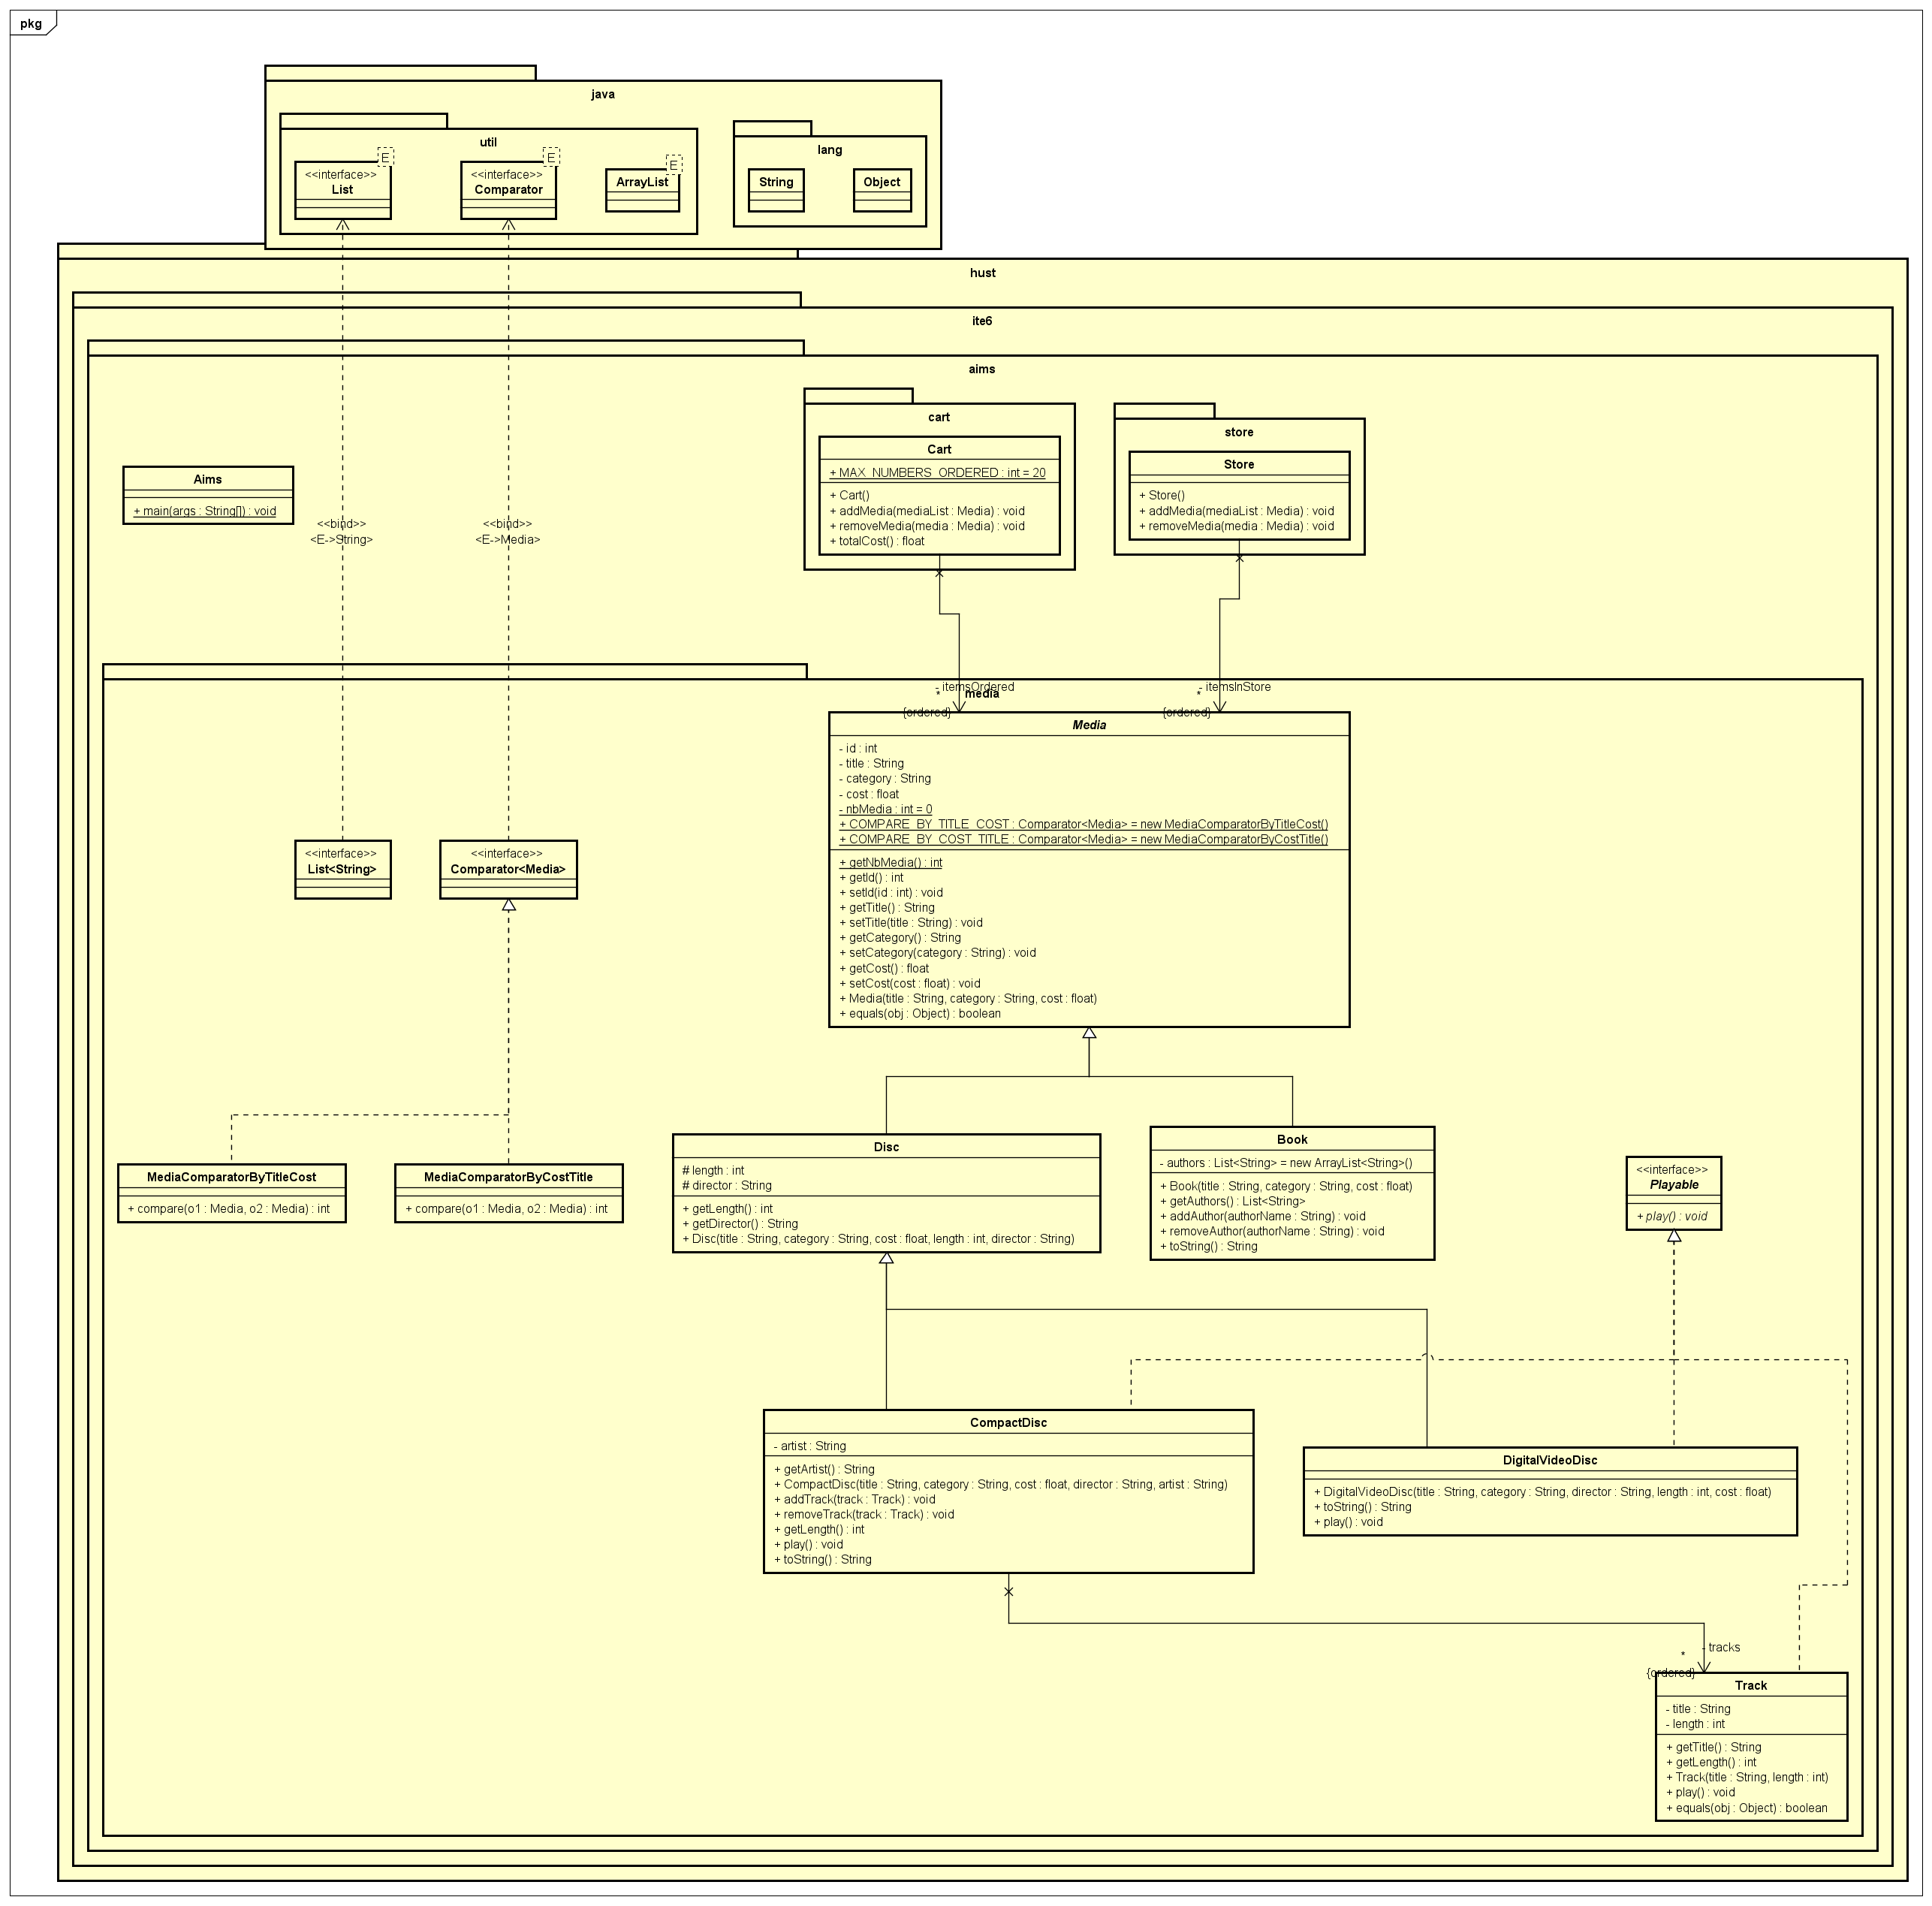 pkg
java
util
E
<<interface>>
List
E
<<interface>>
Comparator
E
ArrayList
lang
String
Object
hust
ite6
aims
Aims
+ main(args : String[]) : void
<<bind>>
<E->String>
<<bind>>
<E->Media>
cart
Cart
+ MAX_NUMBERS_ORDERED : int = 20
+ Cart()
+ addMedia(mediaList : Media) : void
+ removeMedia(media : Media) : void
+ totalCost() : float
store
Store
+ Store()
+ addMedia(mediaList : Media) : void
+ removeMedia(media : Media) : void
media
- itemsOrdered
*
{ordered}
- itemsInStore
*
{ordered}
Media
- id : int
- title : String
- category : String
- cost : float
- nbMedia : int = 0
+ COMPARE_BY_TITLE_COST : Comparator<Media> = new MediaComparatorByTitleCost()
+ COMPARE_BY_COST_TITLE : Comparator<Media> = new MediaComparatorByCostTitle()
+ getNbMedia() : int
+ getId() : int
+ setId(id : int) : void
+ getTitle() : String
+ setTitle(title : String) : void
+ getCategory() : String
+ setCategory(category : String) : void
+ getCost() : float
+ setCost(cost : float) : void
+ Media(title : String, category : String, cost : float)
+ equals(obj : Object) : boolean
<<interface>>
List<String>
<<interface>>
Comparator<Media>
MediaComparatorByTitleCost
+ compare(o1 : Media, o2 : Media) : int
MediaComparatorByCostTitle
+ compare(o1 : Media, o2 : Media) : int
Disc
# length : int
# director : String
+ getLength() : int
+ getDirector() : String
+ Disc(title : String, category : String, cost : float, length : int, director : String)
Book
- authors : List<String> = new ArrayList<String>()
+ Book(title : String, category : String, cost : float)
+ getAuthors() : List<String>
+ addAuthor(authorName : String) : void
+ removeAuthor(authorName : String) : void
+ toString() : String
<<interface>>
Playable
+ play() : void
CompactDisc
- artist : String
+ getArtist() : String
+ CompactDisc(title : String, category : String, cost : float, director : String, artist : String)
+ addTrack(track : Track) : void
+ removeTrack(track : Track) : void
+ getLength() : int
+ play() : void
+ toString() : String
DigitalVideoDisc
+ DigitalVideoDisc(title : String, category : String, director : String, length : int, cost : float)
+ toString() : String
+ play() : void
- tracks
*
{ordered}
Track
- title : String
- length : int
+ getTitle() : String
+ getLength() : int
+ Track(title : String, length : int)
+ play() : void
+ equals(obj : Object) : boolean